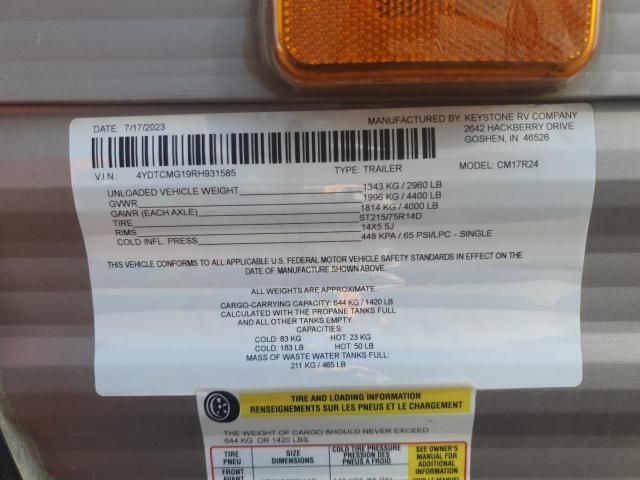 DATE: 7/17/2023
MANUFACTURED BY: KEYSTONE RV COMPANY
2642 HACKBERRY DRIVE
GOSHEN, IN 46526
V.I.N.: 4YDTCMG19RH931585 TYPE: TRAILER MODEL: CM17R24
UNLOADED VEHICLE WEIGHT 1343 KG / 2960 LB
GVWR 1996 KG / 4400 LB
GAWR (EACH AXLE) 1814 KG / 4000 LB
TIRE ST215/75R14D
RIMS 14X5.5J
COLD INFL. PRESS 448 KPA / 65 PSI/LPC - SINGLE
THIS VEHICLE CONFORMS TO ALL APPLICABLE U.S. FEDERAL MOTOR VEHICLE SAFETY STANDARDS IN EFFECT ON THE
DATE OF MANUFACTURE SHOWN ABOVE.
ALL WEIGHTS ARE APPROXIMATE.
CARGO-CARRYING CAPACITY: 644 KG / 1420 LB
CALCULATED WITH THE PROPANE TANKS FULL
AND ALL OTHER TANKS EMPTY.
CAPACITIES:
COLD: 83 KG HOT: 23 KG
COLD: 183 LB HOT: 50 LB
MASS OF WASTE WATER TANKS FULL:
211 KG / 465 LB
TIRE AND LOADING INFORMATION
RENSEIGNEMENTS SUR LES PNEUS ET LE CHARGEMENT
THE WEIGHT OF CARGO SHOULD NEVER EXCEED
644 KG OR 1420 LBS.
TIRE SIZE COLD TIRE PRESSURE SEE OWNER'S
PNEU DIMENSIONS PRESSION DES MANUAL FOR
PNEUS A FROID ADDITIONAL
FRONT INFORMATION
AVANT